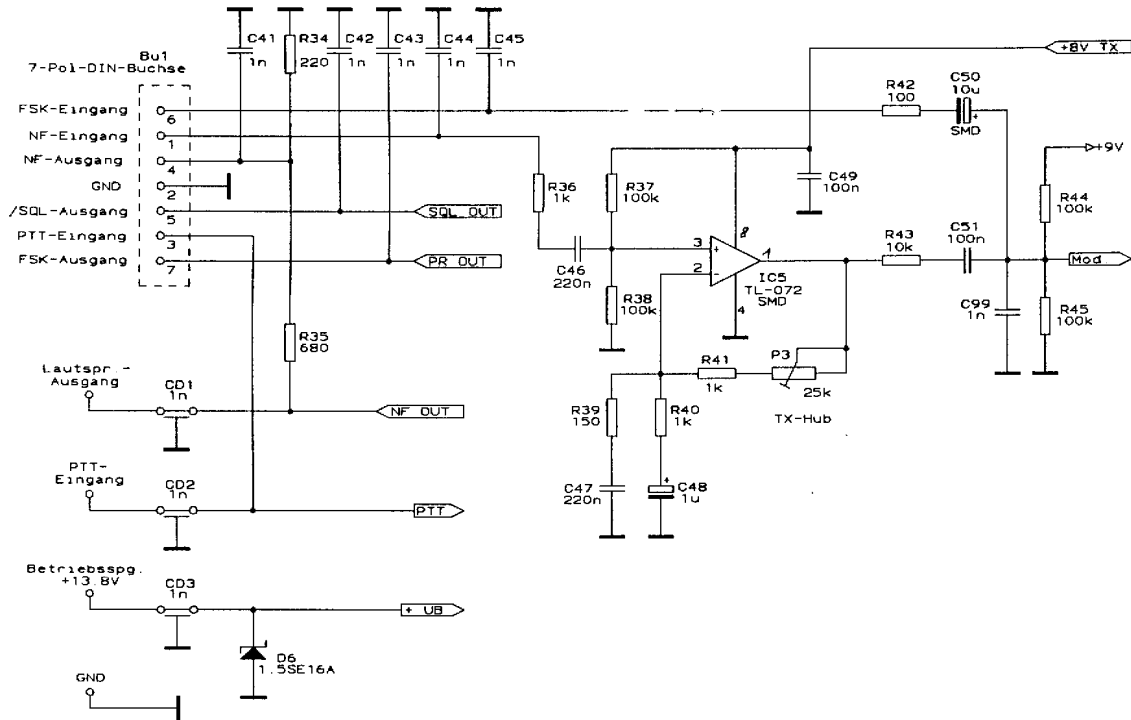 C41
1n
R34
220
C42
1n
C43
1n
C44
1n
C45
1n
Bu1
7-Pol-DIN-Buchse
+8V TX
FSK-Eingang
6
NF-Eingang
1
NF-Ausgang
4
GND
2
/SQL-Ausgang
5
PTT-Eingang
3
FSK-Ausgang
7
SQL OUT
PR OUT
R42
100
C50
10u
+
SMD
R36
1k
R37
100k
C49
100n
+9V
R44
100k
C46
220n
R38
100k
3
+
2
-
8
1
4
IC5
TL-072
SMD
R43
10k
C51
100n
Mod
C99
1n
R45
100k
R35
680
R41
1k
P3
25k
TX-Hub
R39
150
R40
1k
C47
220n
+
C48
1u
Lautspr.-
Ausgang
CD1
1n
NF OUT
PTT-
Eingang
CD2
1n
PTT
Betriebsspg.
+13.8V
CD3
1n
+ UB
D6
1.5SE16A
GND